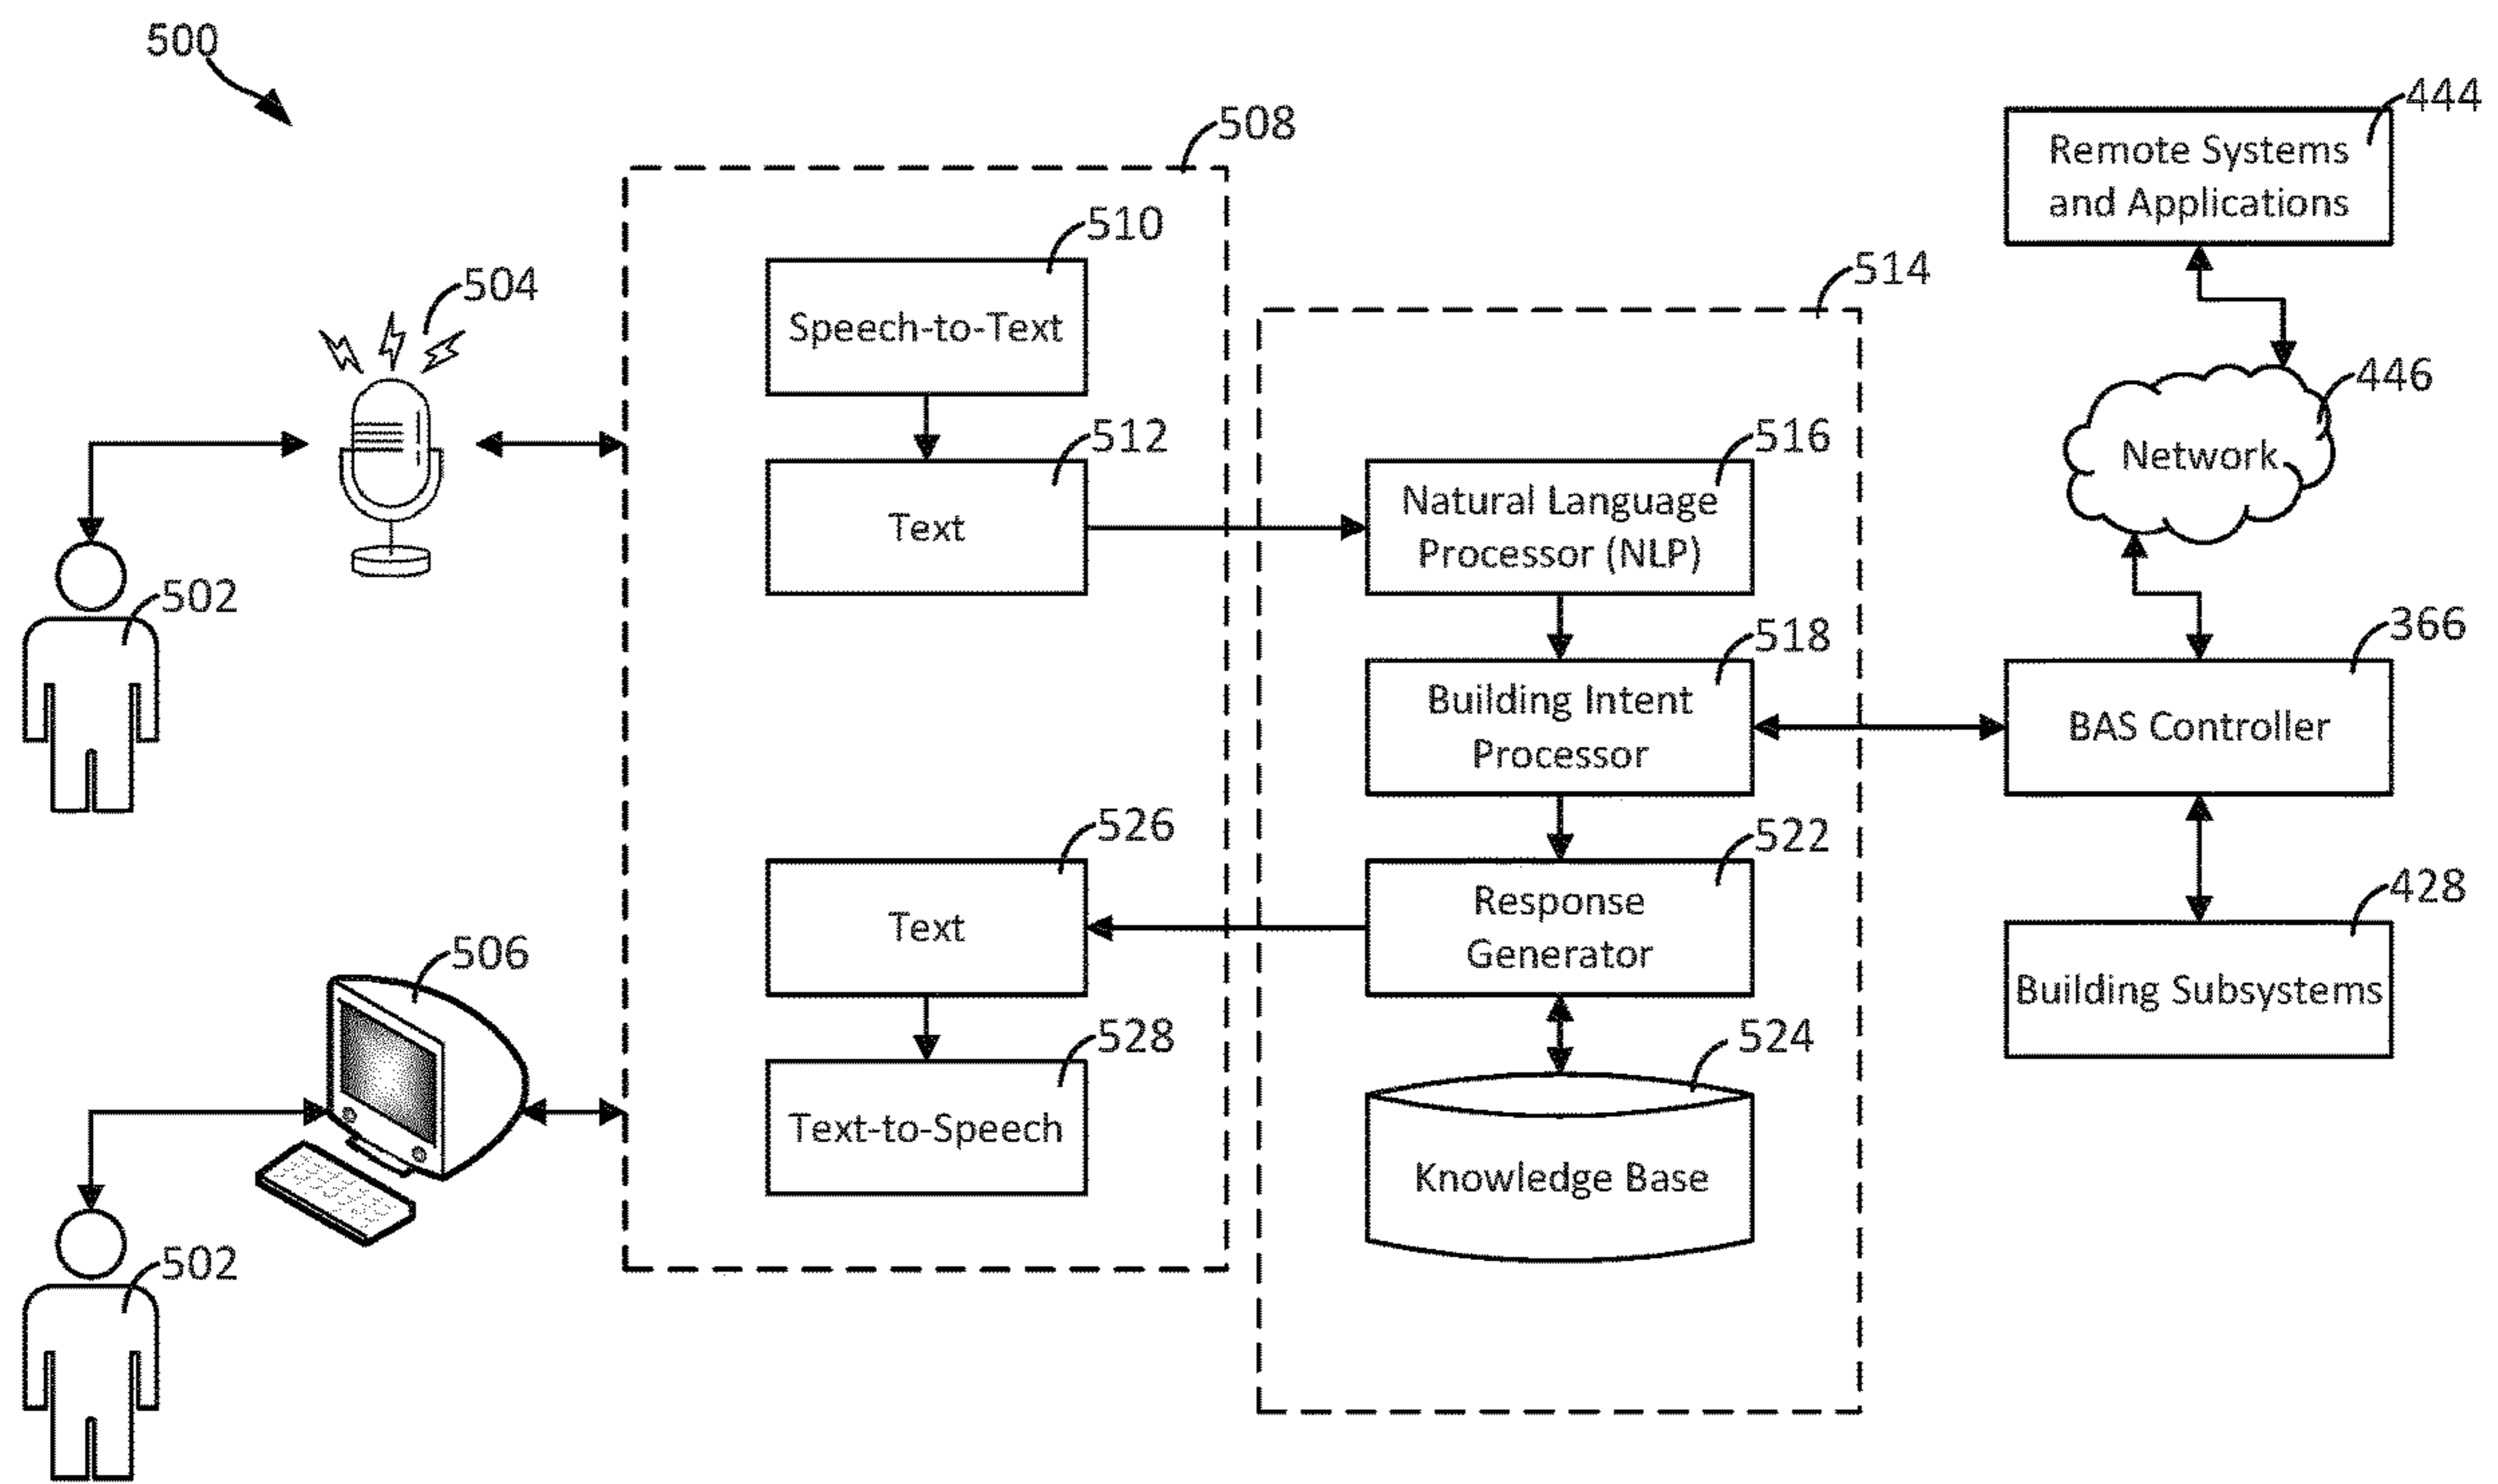 500
508
444
Remote Systems
and Applications
510
Speech-to-Text
504
514
446
Network
512
Text
516
Natural Language
Processor (NLP)
502
518
Building Intent
Processor
366
BAS Controller
526
Text
522
Response
Generator
428
Building Subsystems
506
528
Text-to-Speech
524
Knowledge Base
502